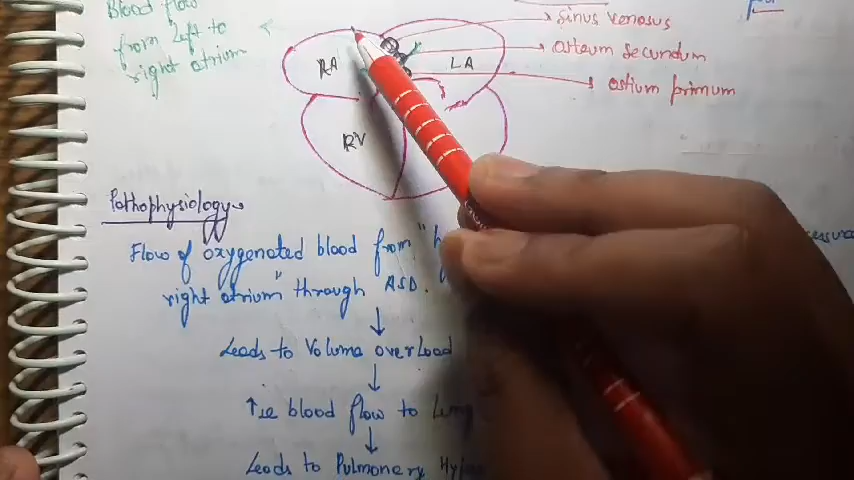 Blood flow
from "left to
right atrium
RA
LA
RV
sinus venosus
osteum secundum
ostium primum
Pathophysiology
Flow of oxygenated blood from "
right atrium" through ASD.
Leads to Volume overload
↑se blood flow to
Leads to Pulmonary